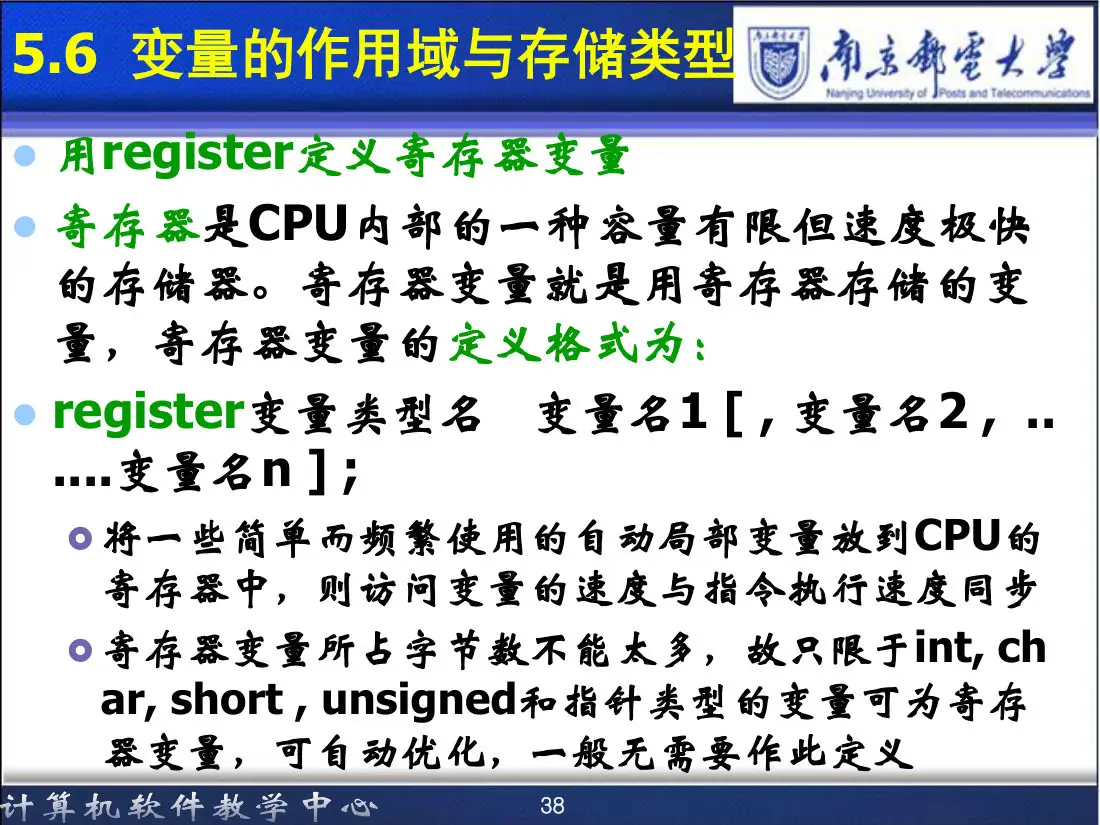 5.6 变量的作用域与存储类型
南京邮电大学
Nanjing University of Posts and Telecommunications
用register定义寄存器变量
寄存器是CPU内部的一种容量有限但速度极快
的存储器。寄存器变量就是用寄存器存储的变
量，寄存器变量的定义格式为：
register变量类型名 变量名1 [ , 变量名2 , ..
....变量名n ] ;
将一些简单而频繁使用的自动局部变量放到CPU的
寄存器中，则访问变量的速度与指令执行速度同步
寄存器变量所占字节数不能太多，故只限于int, ch
ar, short , unsigned和指针类型的变量可为寄存
器变量，可自动优化，一般无需要作此定义
计算机软件教学中心
38